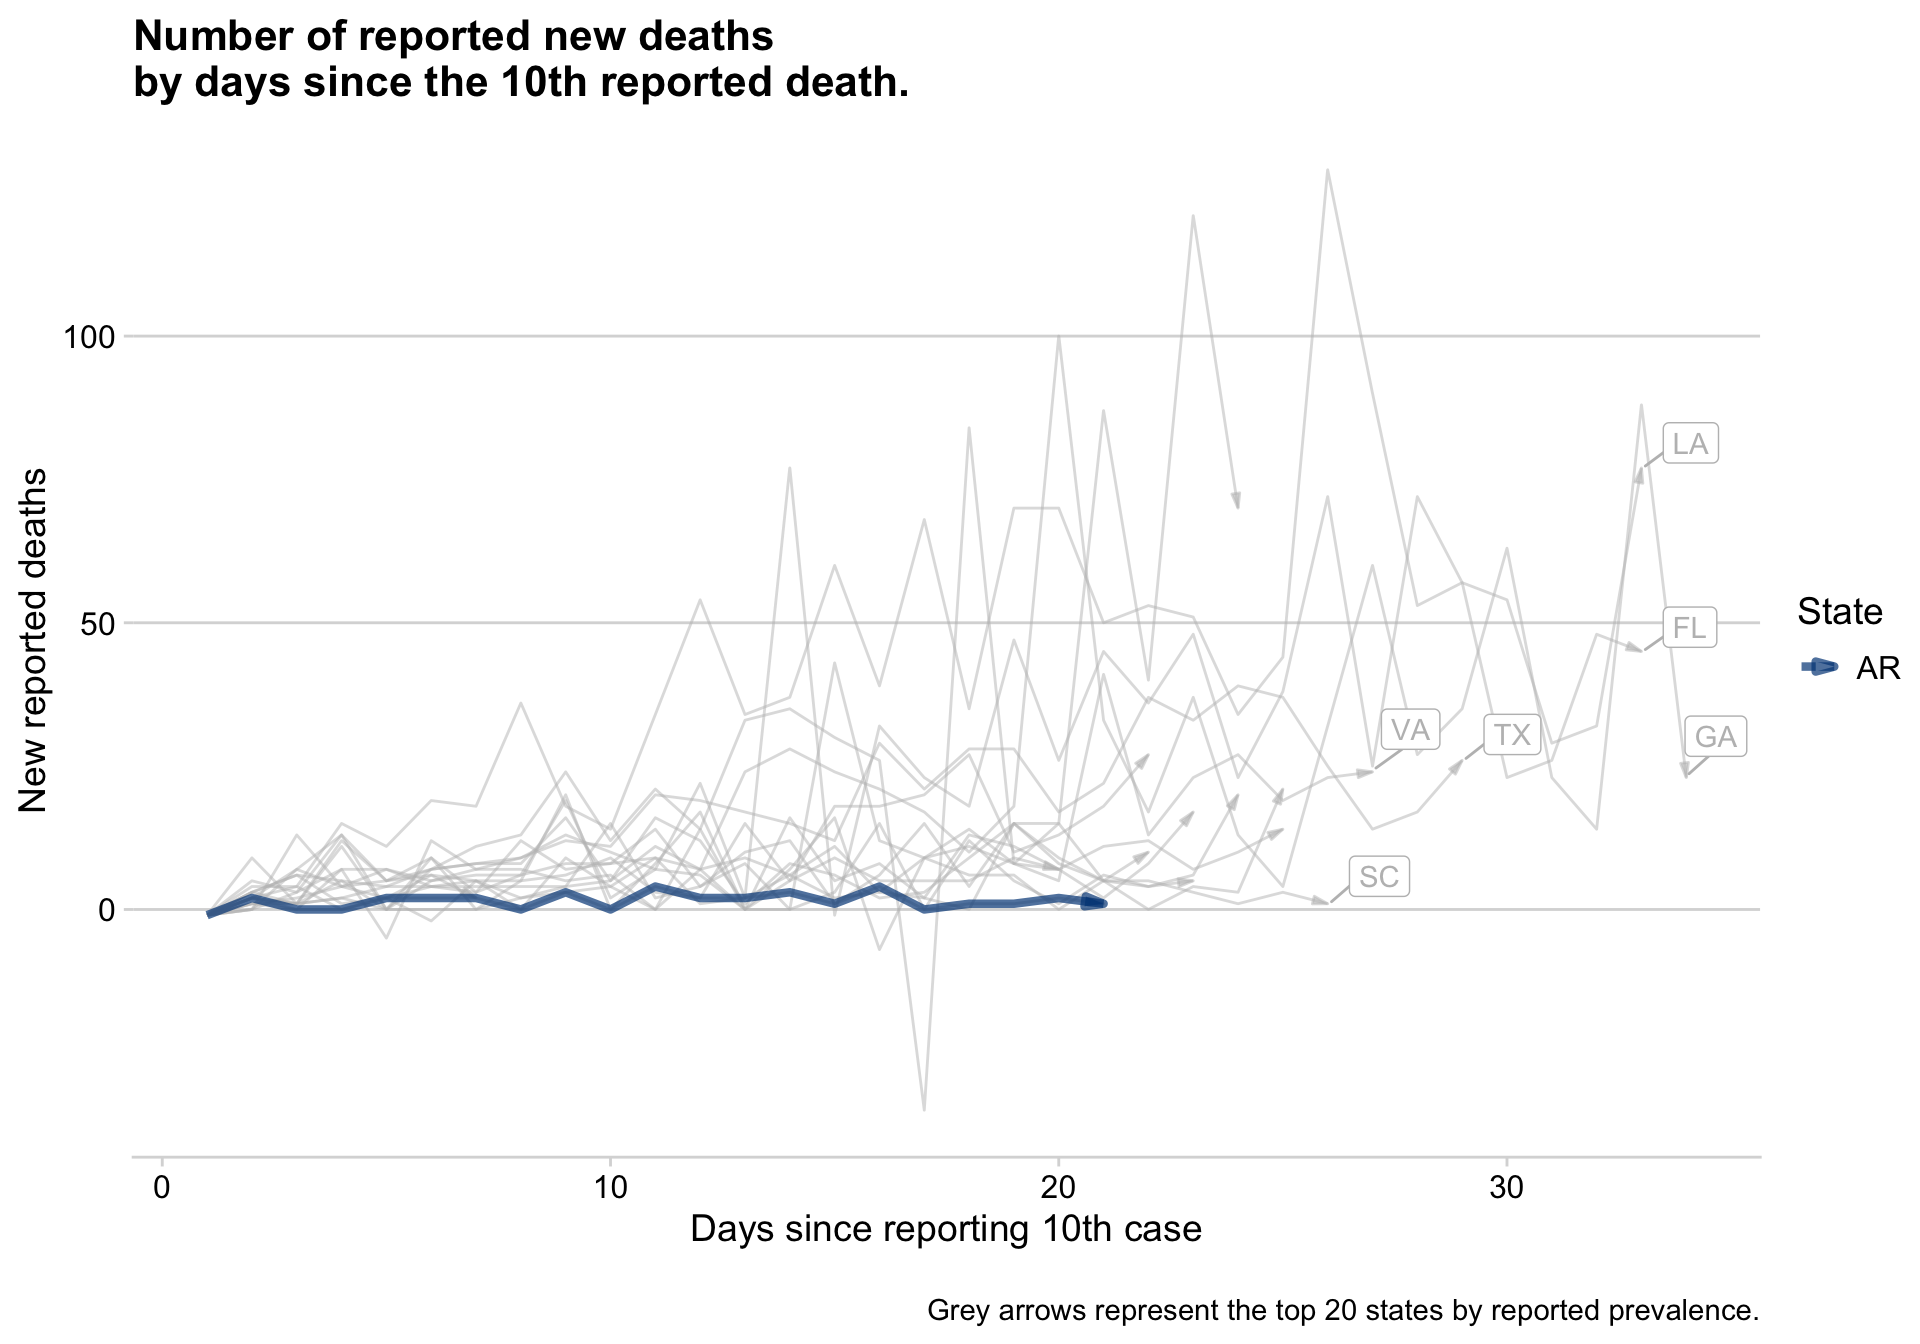 Number of reported new deaths
by days since the 10th reported death.
New reported deaths
100
50
0
LA
FL
VA
TX
GA
SC
State
AR
0
10
20
30
Days since reporting 10th case
Grey arrows represent the top 20 states by reported prevalence.